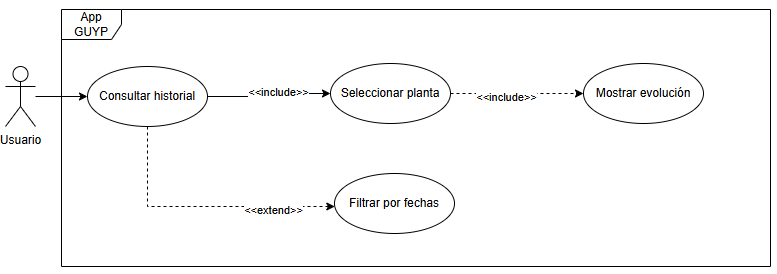 App
GUYP
Consultar historial
<<include>>
Seleccionar planta
<<include>>
Mostrar evolución
Usuario
<<extend>>
Filtrar por fechas